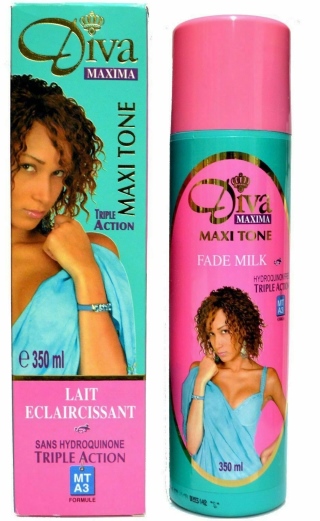 Diva
MAXIMA
MAXI TONE
TRIPLE
ACTION
e 350 ml
LAIT
ECLAIRCISSANT
SANS HYDROQUINONE
TRIPLE ACTION
MT
A3
FORMULE
Diva
MAXIMA
MAXI TONE
FADE MILK
TRIPLE
MT
A3
350 ml